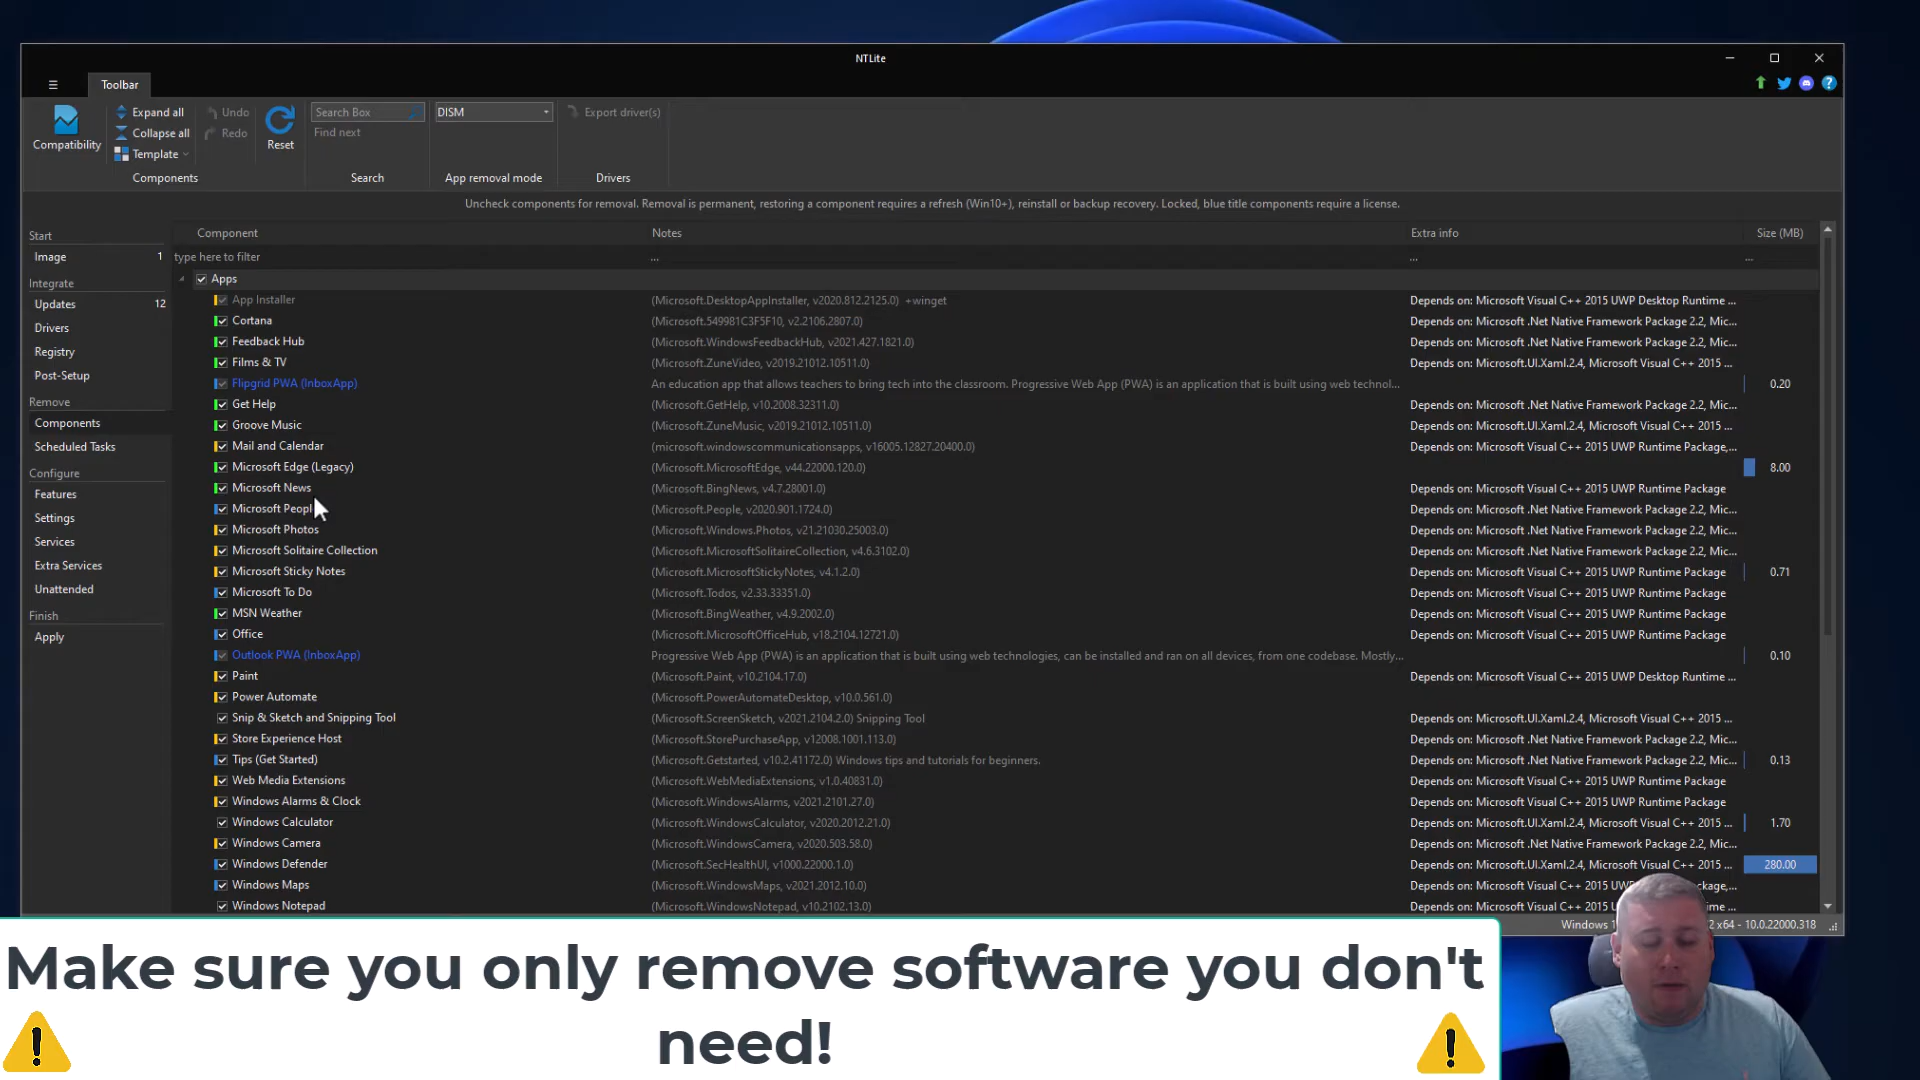 NTLite
Toolbar
Compatibility
Expand all
Collapse all
Template
Components
Undo
Redo
Reset
Search Box
Find next
Search
DISM
App removal mode
Export driver(s)
Drivers
Uncheck components for removal. Removal is permanent, restoring a component requires a refresh (Win10+), reinstall or backup recovery. Locked, blue title components require a license.
Start
Image 1
Integrate
Updates 12
Drivers
Registry
Post-Setup
Remove
Components
Scheduled Tasks
Configure
Features
Settings
Services
Extra Services
Unattended
Finish
Apply
Component Notes Extra info Size (MB)
type here to filter ... ... ...
Apps
App Installer (Microsoft.DesktopAppInstaller, v2020.812.2125.0) +winget Depends on: Microsoft Visual C++ 2015 UWP Desktop Runtime ...
Cortana (Microsoft.549981C3F5F10, v2.2106.2807.0) Depends on: Microsoft .Net Native Framework Package 2.2, Mic...
Feedback Hub (Microsoft.WindowsFeedbackHub, v2021.427.1821.0) Depends on: Microsoft .Net Native Framework Package 2.2, Mic...
Films & TV (Microsoft.ZuneVideo, v2019.21012.10511.0) Depends on: Microsoft.UI.Xaml.2.4, Microsoft Visual C++ 2015 ...
Flipgrid PWA (InboxApp) An education app that allows teachers to bring tech into the classroom. Progressive Web App (PWA) is an application that is built using web technol... 0.20
Get Help (Microsoft.GetHelp, v10.2008.32311.0) Depends on: Microsoft .Net Native Framework Package 2.2, Mic...
Groove Music (Microsoft.ZuneMusic, v2019.21012.10511.0) Depends on: Microsoft.UI.Xaml.2.4, Microsoft Visual C++ 2015 ...
Mail and Calendar (microsoft.windowscommunicationsapps, v16005.12827.20400.0) Depends on: Microsoft Visual C++ 2015 UWP Runtime Package,...
Microsoft Edge (Legacy) (Microsoft.MicrosoftEdge, v44.22000.120.0) 8.00
Microsoft News (Microsoft.BingNews, v4.7.28001.0) Depends on: Microsoft Visual C++ 2015 UWP Runtime Package
Microsoft Peopl (Microsoft.People, v2020.901.1724.0) Depends on: Microsoft .Net Native Framework Package 2.2, Mic...
Microsoft Photos (Microsoft.Windows.Photos, v21.21030.25003.0) Depends on: Microsoft .Net Native Framework Package 2.2, Mic...
Microsoft Solitaire Collection (Microsoft.MicrosoftSolitaireCollection, v4.6.3102.0) Depends on: Microsoft .Net Native Framework Package 2.2, Mic...
Microsoft Sticky Notes (Microsoft.MicrosoftStickyNotes, v4.1.2.0) Depends on: Microsoft Visual C++ 2015 UWP Runtime Package 0.71
Microsoft To Do (Microsoft.Todos, v2.33.33351.0) Depends on: Microsoft Visual C++ 2015 UWP Runtime Package
MSN Weather (Microsoft.BingWeather, v4.9.2002.0) Depends on: Microsoft Visual C++ 2015 UWP Runtime Package
Office (Microsoft.MicrosoftOfficeHub, v18.2104.12721.0) Depends on: Microsoft Visual C++ 2015 UWP Runtime Package
Outlook PWA (InboxApp) Progressive Web App (PWA) is an application that is built using web technologies, can be installed and ran on all devices, from one codebase. Mostly... 0.10
Paint (Microsoft.Paint, v10.2104.17.0) Depends on: Microsoft Visual C++ 2015 UWP Desktop Runtime ...
Power Automate (Microsoft.PowerAutomateDesktop, v10.0.561.0)
Snip & Sketch and Snipping Tool (Microsoft.ScreenSketch, v2021.2104.2.0) Snipping Tool Depends on: Microsoft.UI.Xaml.2.4, Microsoft Visual C++ 2015 ...
Store Experience Host (Microsoft.StorePurchaseApp, v12008.1001.113.0) Depends on: Microsoft .Net Native Framework Package 2.2, Mic...
Tips (Get Started) (Microsoft.Getstarted, v10.2.41172.0) Windows tips and tutorials for beginners. Depends on: Microsoft .Net Native Framework Package 2.2, Mic... 0.13
Web Media Extensions (Microsoft.WebMediaExtensions, v1.0.40831.0) Depends on: Microsoft Visual C++ 2015 UWP Runtime Package
Windows Alarms & Clock (Microsoft.WindowsAlarms, v2021.2101.27.0) Depends on: Microsoft Visual C++ 2015 UWP Runtime Package
Windows Calculator (Microsoft.WindowsCalculator, v2020.2012.21.0) Depends on: Microsoft.UI.Xaml.2.4, Microsoft Visual C++ 2015 ... 1.70
Windows Camera (Microsoft.WindowsCamera, v2020.503.58.0) Depends on: Microsoft .Net Native Framework Package 2.2, Mic...
Windows Defender (Microsoft.SecHealthUI, v1000.22000.1.0) Depends on: Microsoft.UI.Xaml.2.4, Microsoft Visual C++ 2015 ... 280.00
Windows Maps (Microsoft.WindowsMaps, v2021.2012.10.0) Depends on: Microsoft Visual C++ 2015 Package,...
Windows Notepad (Microsoft.WindowsNotepad, v10.2102.13.0) Depends on: Microsoft Visual C++ 2015 ntime ...
Windows 1 2 x64 - 10.0.22000.318
Make sure you only remove software you don't
need!